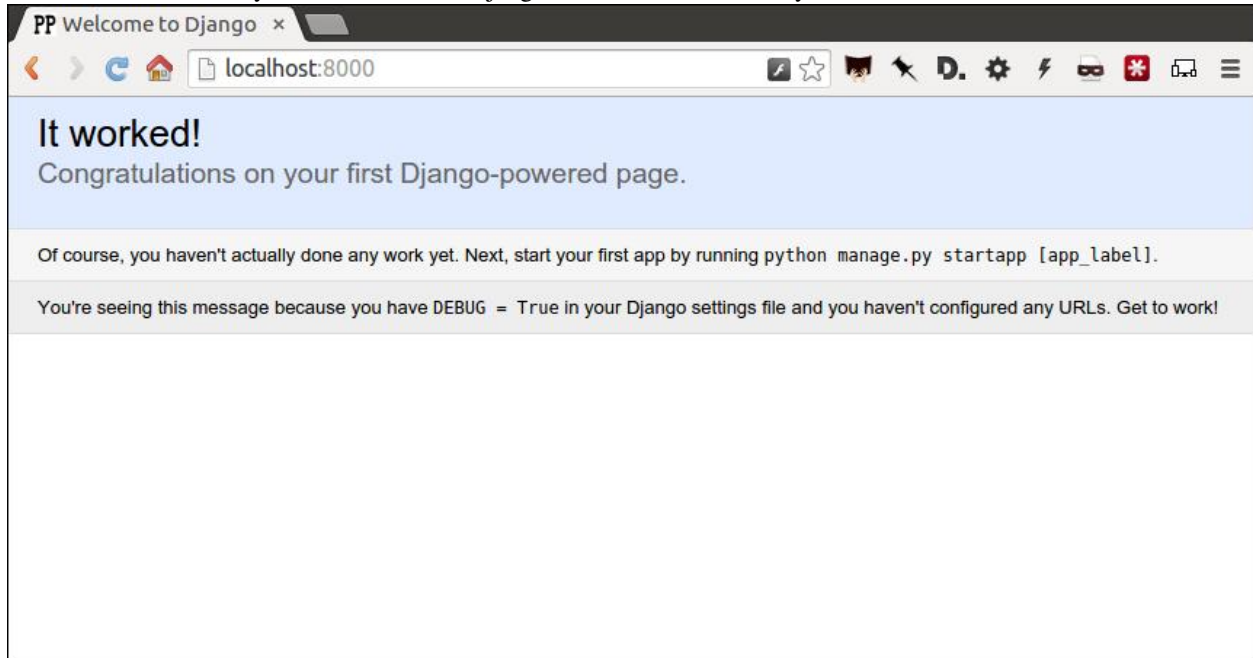 PP Welcome to Django ×
localhost:8000
D.
It worked!
Congratulations on your first Django-powered page.
Of course, you haven't actually done any work yet. Next, start your first app by running python manage.py startapp [app_label].
You're seeing this message because you have DEBUG = True in your Django settings file and you haven't configured any URLs. Get to work!